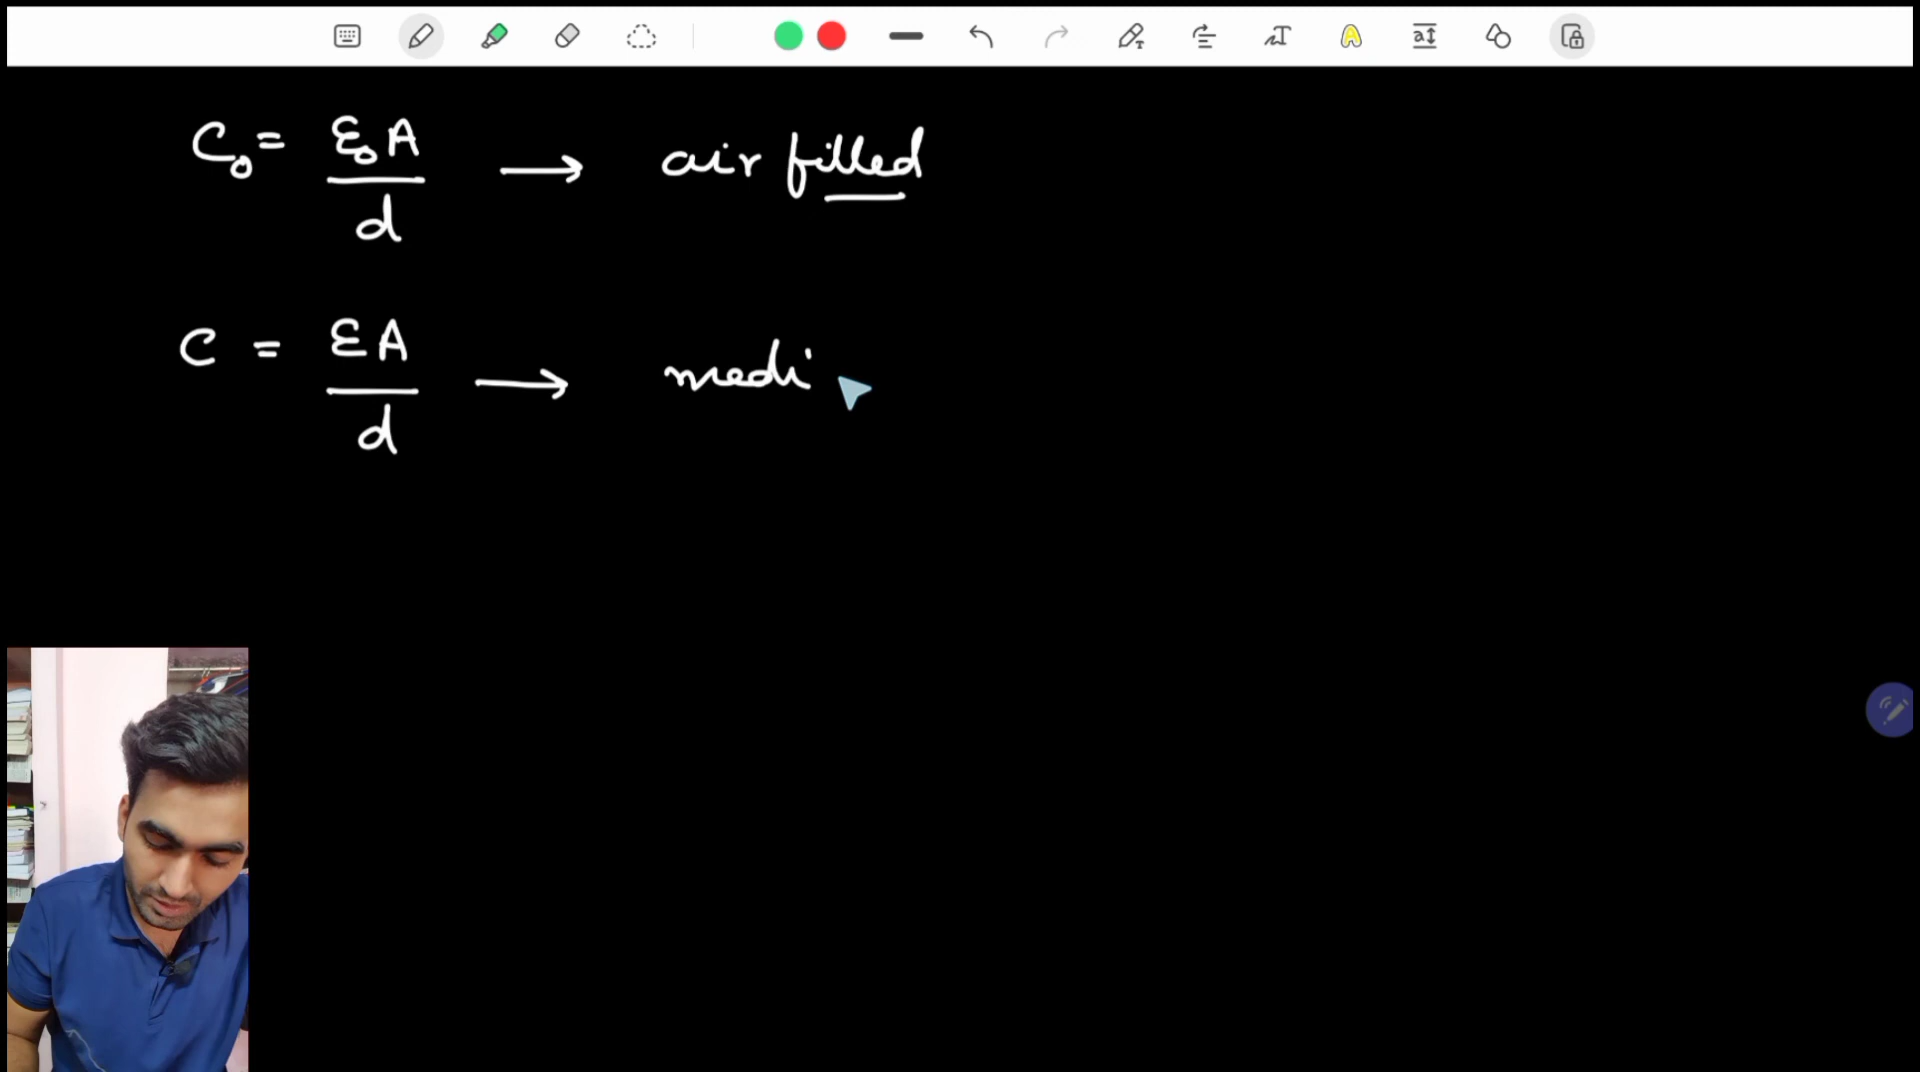 C₀ = ε₀A/d → air filled
C = εA/d → medi